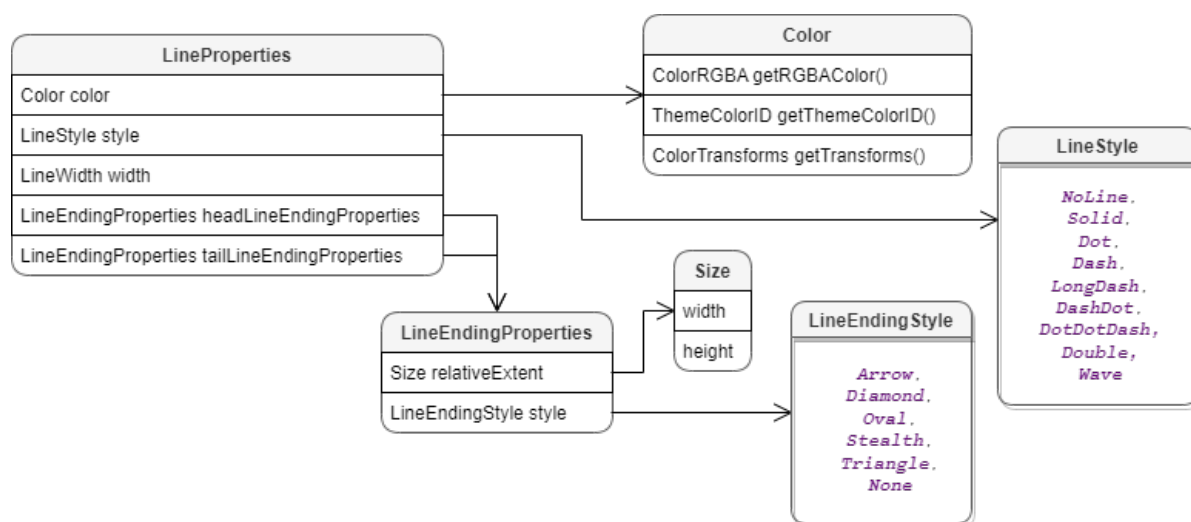 LineProperties
Color color
LineStyle style
LineWidth width
LineEndingProperties headLineEndingProperties
LineEndingProperties tailLineEndingProperties
Color
ColorRGBA getRGBAColor()
ThemeColorID getThemeColorID()
ColorTransforms getTransforms()
LineStyle
NoLine,
Solid,
Dot,
Dash,
LongDash,
DashDot,
DotDotDash,
Double,
Wave
Size
width
height
LineEndingProperties
Size relativeExtent
LineEndingStyle style
LineEndingStyle
Arrow,
Diamond,
Oval,
Stealth,
Triangle,
None